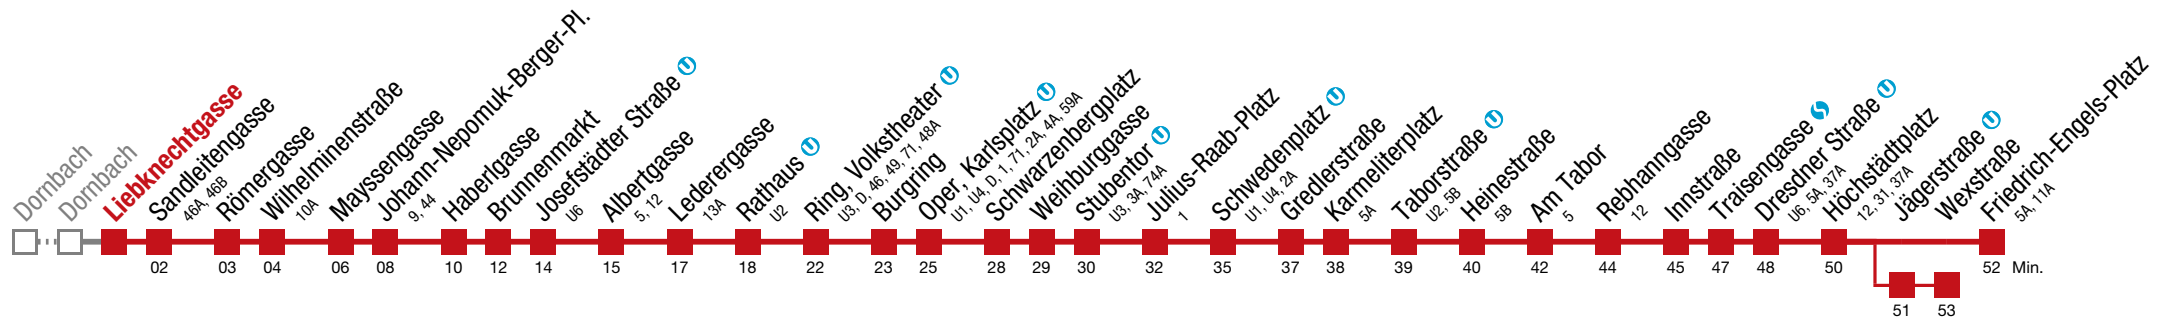 Dornbach
Dornbach
Liebknechtgasse
Sandleitengasse
46A, 46B
Römergasse
Wilhelminenstraße
10A
Mayssengasse
Johann-Nepomuk-Berger-Pl.
9, 44
Haberlgasse
Brunnenmarkt
Josefstädter Straße U
U6
Albertgasse
5, 12
Lederergasse
13A
Rathaus U
U2
Ring, Volkstheater U
U3, D, 46, 49, 71, 48A
Burgring
Oper, Karlsplatz U
U1, U4, D, 1, 71, 2A, 4A, 59A
Schwarzenbergplatz
Weihburggasse
Stubentor U
U3, 3A, 74A
Julius-Raab-Platz
1
Schwedenplatz U
U1, U4, 2A
Gredlerstraße
Karmeliterplatz
5A
Taborstraße U
U2, 5B
Heinestraße
5B
Am Tabor
5
Rebhanngasse
12
Innstraße
Traisengasse S
Dresdner Straße U
U6, 5A, 37A
Höchstädtplatz
12, 31, 37A
Jägerstraße U
Wexstraße
Friedrich-Engels-Platz
5A, 11A
02 03 04 06 08 10 12 14 15 17 18 22 23 25 28 29 30 32 35 37 38 39 40 42 44 45 47 48 50 52 Min.
51 53